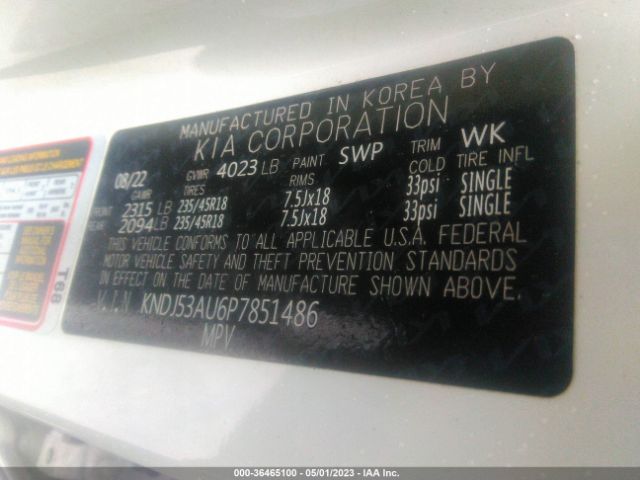 MANUFACTURED IN KOREA BY
KIA CORPORATION
08/22 GVWR 4023 LB PAINT SWP TRIM WK
GAWR TIRES RIMS COLD TIRE INFL
FRONT 2315 LB 235/45R18 7.5Jx18 33psi SINGLE
REAR 2094 LB 235/45R18 7.5Jx18 33psi SINGLE
THIS VEHICLE CONFORMS TO ALL APPLICABLE U.S.A. FEDERAL
MOTOR VEHICLE SAFETY AND THEFT PREVENTION STANDARDS
IN EFFECT ON THE DATE OF MANUFACTURE SHOWN ABOVE.
V.I.N KNDJ53AU6P7851486
MPV
T68
000-36465100 - 05/01/2023 - IAA Inc.